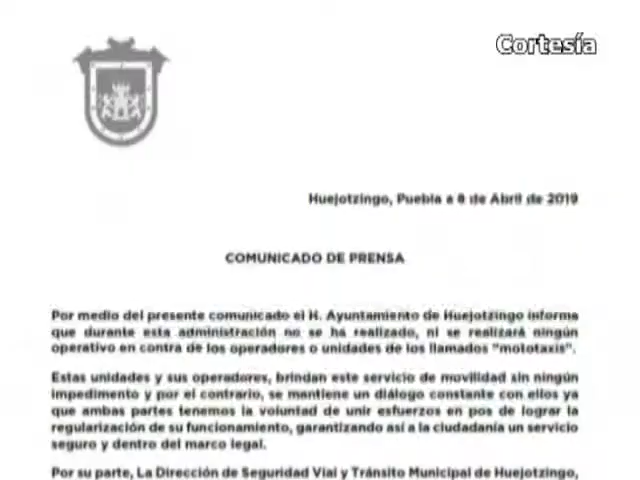 Cortesía
Huejotzingo, Puebla a 8 de Abril de 2019
COMUNICADO DE PRENSA
Por medio del presente comunicado el H. Ayuntamiento de Huejotzingo informa
que durante esta administración no se ha realizado, ni se realizará ningún
operativo en contra de los operadores o unidades de los llamados "mototaxis".
Estas unidades y sus operadores, brindan este servicio de movilidad sin ningún
impedimento y por el contrario, se mantiene un diálogo constante con ellos ya
que ambas partes tenemos la voluntad de unir esfuerzos en pos de lograr la
regularización de su funcionamiento, garantizando así a la ciudadanía un servicio
seguro y dentro del marco legal.
Por su parte, La Dirección de Seguridad Vial y Tránsito Municipal de Huejotzingo,